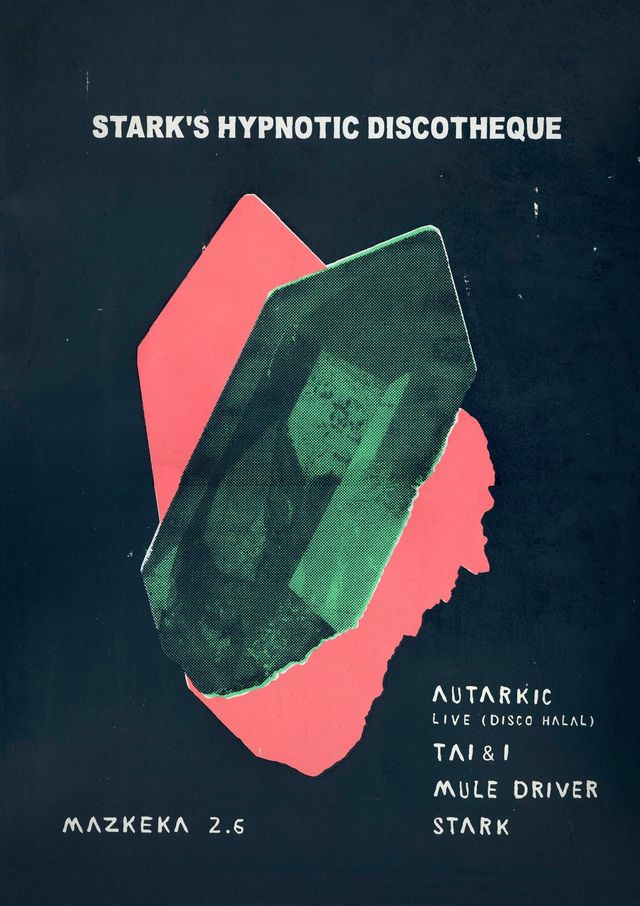 STARK'S HYPNOTIC DISCOTHEQUE
AUTARKIC
LIVE (DISCO HALAL)
TAI & I
MULE DRIVER
STARK
MAZKEKA 2.6